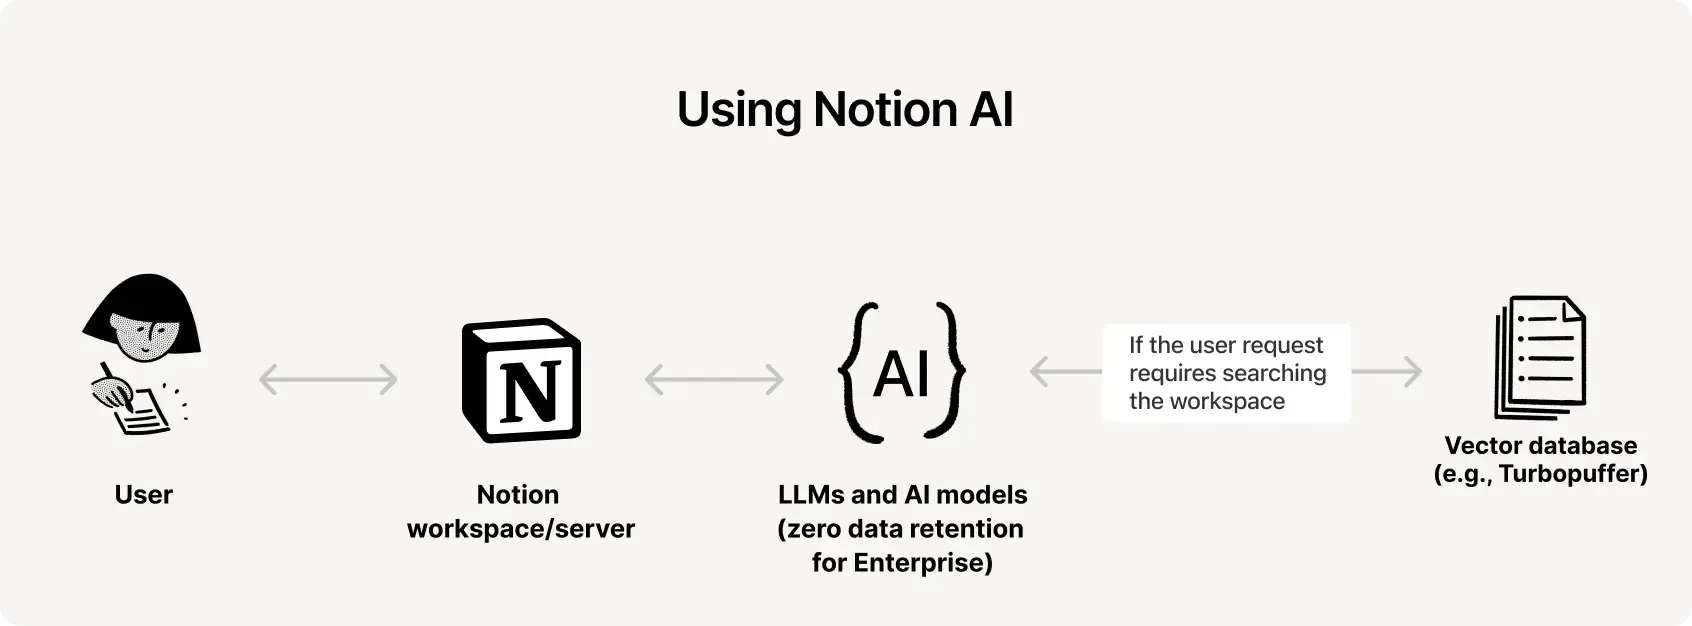 Using Notion AI
N
AI
If the user request
requires searching
the workspace
User
Notion
workspace/server
LLMs and AI models
(zero data retention
for Enterprise)
Vector database
(e.g., Turbopuffer)